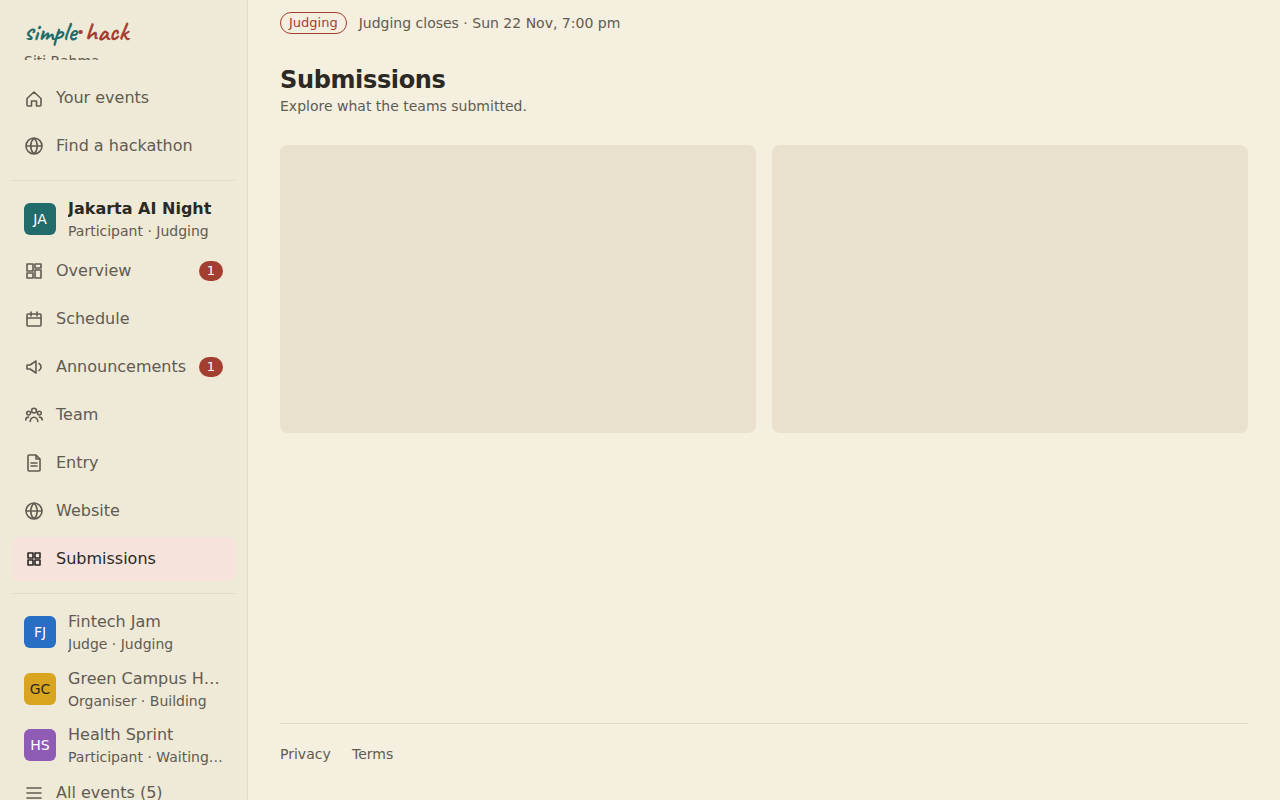 simple·hack
Siti Rahma
Your events
Find a hackathon
JA
Jakarta AI Night
Participant · Judging
Overview 1
Schedule
Announcements 1
Team
Entry
Website
Submissions
FJ
Fintech Jam
Judge · Judging
GC
Green Campus H…
Organiser · Building
HS
Health Sprint
Participant · Waiting…
All events (5)
Judging Judging closes · Sun 22 Nov, 7:00 pm
Submissions
Explore what the teams submitted.
Privacy Terms